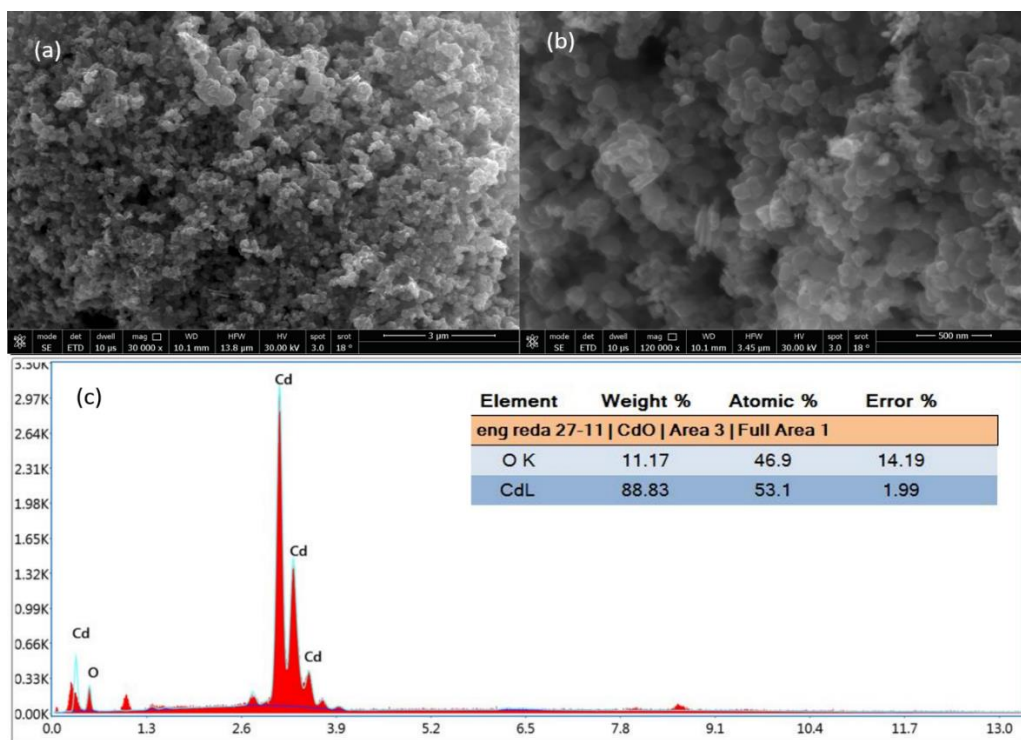 (a)
(b)
mode det dwell mag □ WD HFW HV spot srot
SE ETD 10 µs 30 000 x 10.1 mm 13.8 µm 30.00 kV 3.0 18 °
3 µm
mode det dwell mag □ WD HFW HV spot srot
SE ETD 10 µs 120 000 x 10.1 mm 3.45 µm 30.00 kV 3.0 18 °
500 nm
(c)
Element Weight % Atomic % Error %
eng reda 27-11 | CdO | Area 3 | Full Area 1
O K 11.17 46.9 14.19
CdL 88.83 53.1 1.99
3.30K
2.97K
2.64K
2.31K
1.98K
1.65K
1.32K
0.99K
0.66K
0.33K
0.00K
Cd
Cd
Cd
Cd
O
0.0 1.3 2.6 3.9 5.2 6.5 7.8 9.1 10.4 11.7 13.0